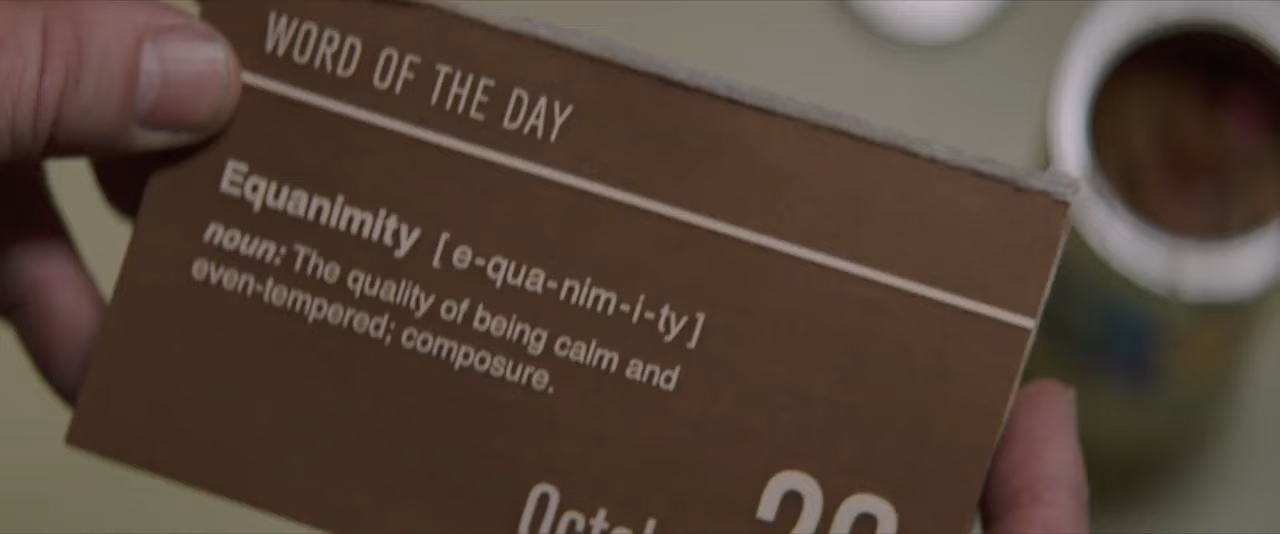 WORD OF THE DAY
Equanimity [ e-qua-nim-i-ty ]
noun: The quality of being calm and
even-tempered; composure.